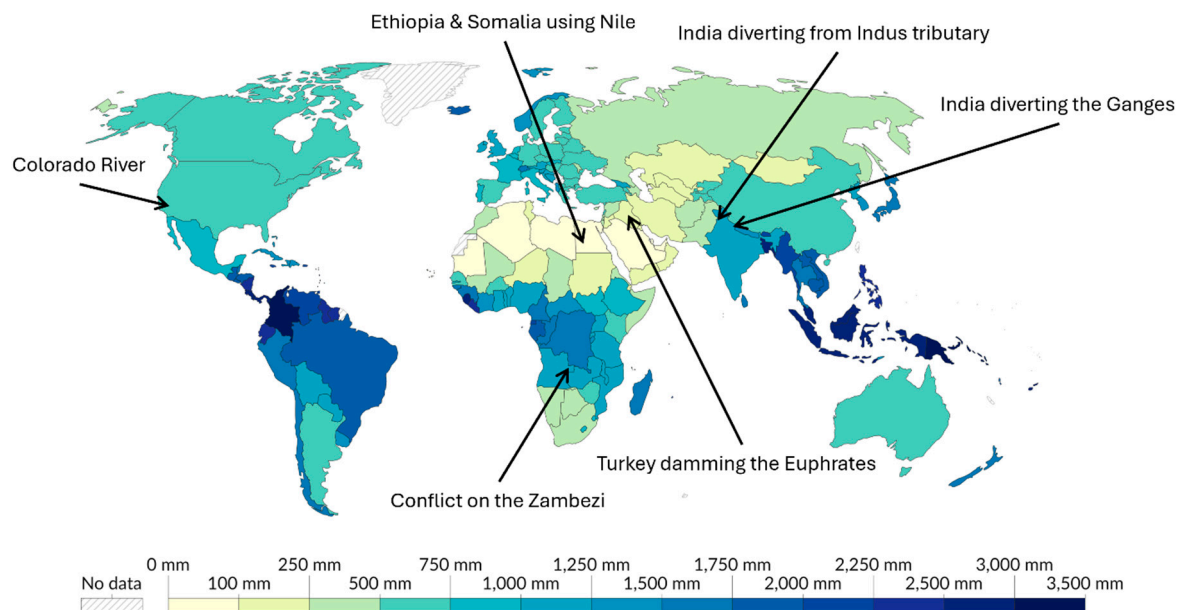 Ethiopia & Somalia using Nile
India diverting from Indus tributary
India diverting the Ganges
Colorado River
Turkey damming the Euphrates
Conflict on the Zambezi
0 mm 250 mm 750 mm 1,250 mm 1,750 mm 2,250 mm 3,000 mm
No data 100 mm 500 mm 1,000 mm 1,500 mm 2,000 mm 2,500 mm 3,500 mm